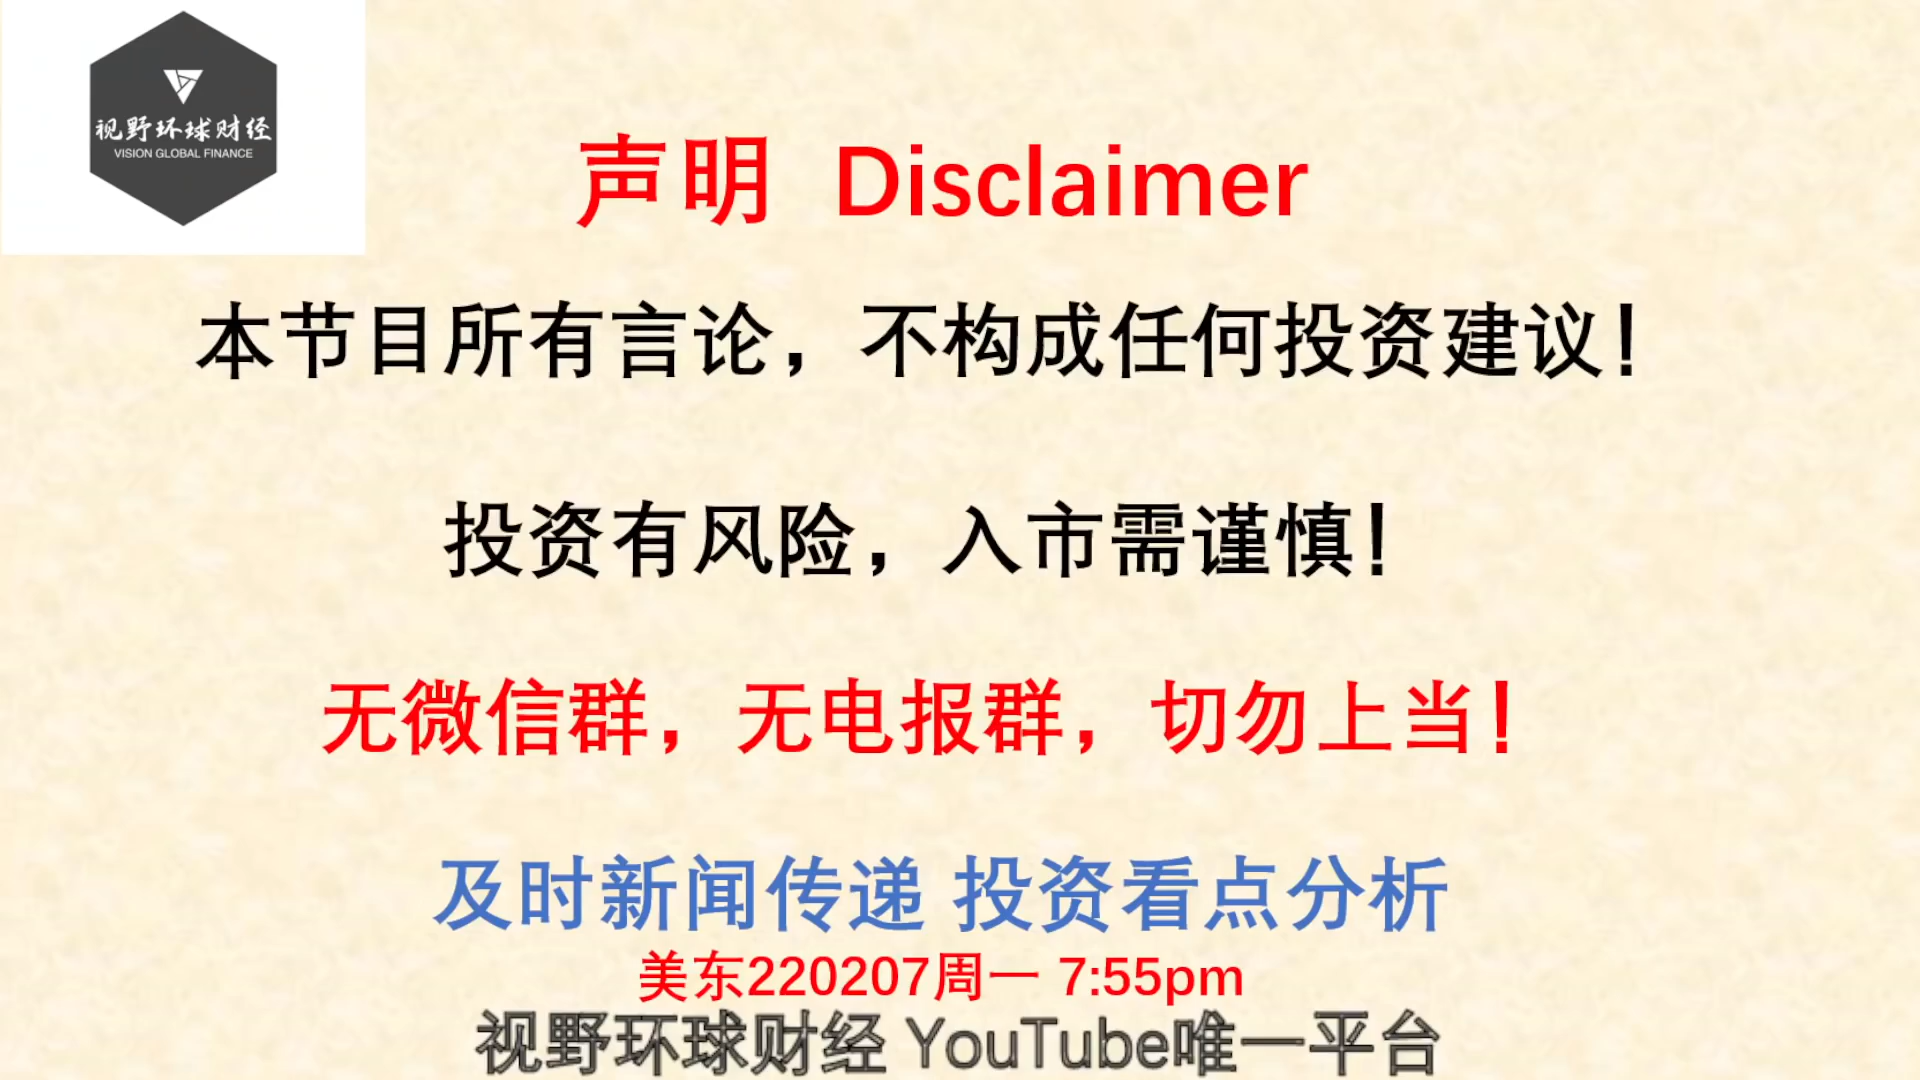 视野环球财经
VISION GLOBAL FINANCE
声明 Disclaimer
本节目所有言论，不构成任何投资建议！
投资有风险，入市需谨慎！
无微信群，无电报群，切勿上当！
及时新闻传递 投资看点分析
美东220207周一 7:55pm
视野环球财经 YouTube唯一平台